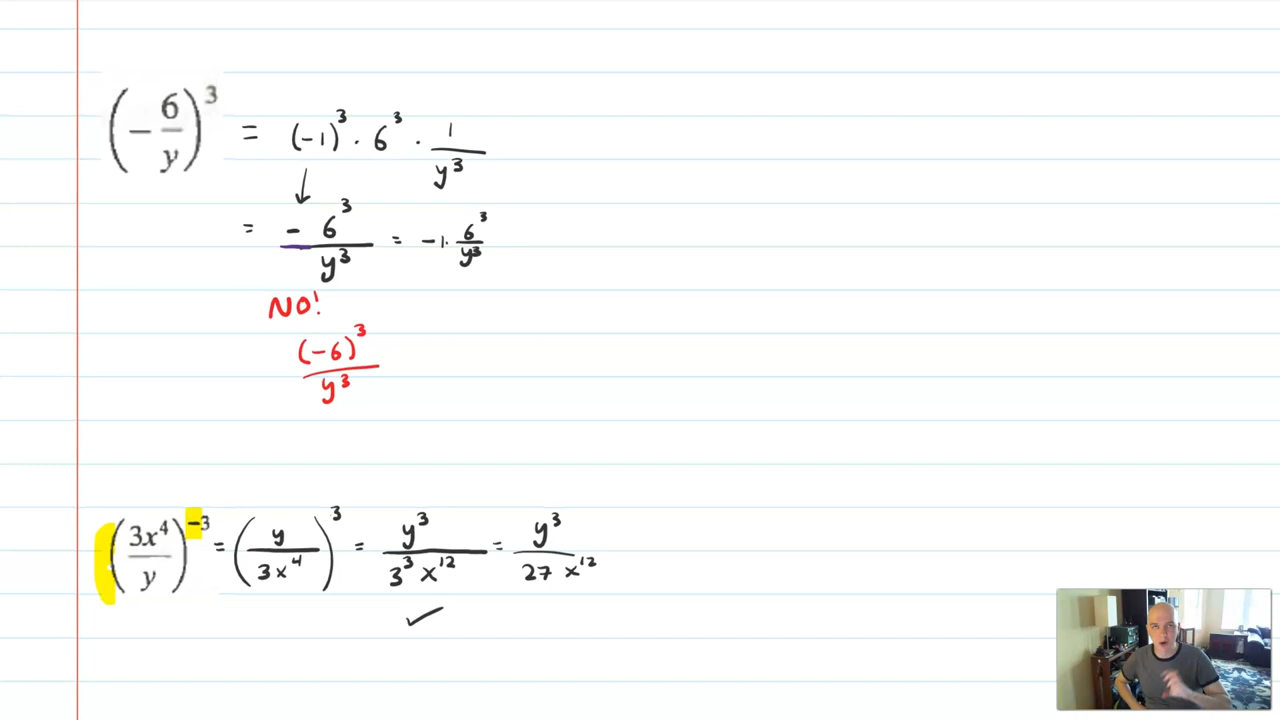 (- 6/y)³ = (-1)³ · 6³ · 1/y³
= - 6³/y³ = -1 · 6³/y³
NO!
(-6)³/y³
(3x⁴/y)⁻³ = (y/3x⁴)³ = y³/3³x¹² = y³/27x¹²
✓